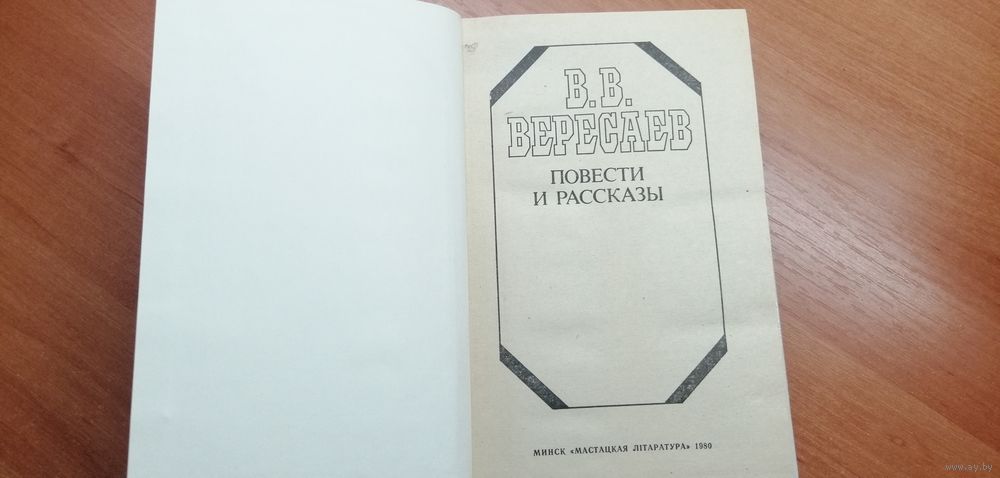 В. В.
ВЕРЕСАЕВ
ПОВЕСТИ
И РАССКАЗЫ
МИНСК «МАСТАЦКАЯ ЛІТАРАТУРА» 1980
www.ay.by